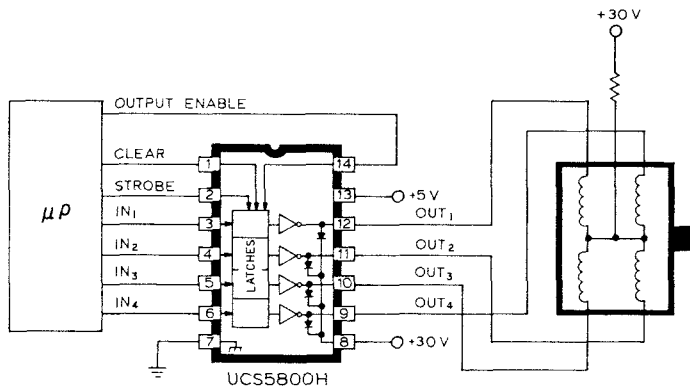 +30 V
OUTPUT ENABLE
CLEAR
STROBE
μP
IN1
IN2
IN3
IN4
1
2
3
4
5
6
7
LATCHES
14
13
12
11
10
9
8
+5 V
OUT1
OUT2
OUT3
OUT4
+30 V
UCS5800H